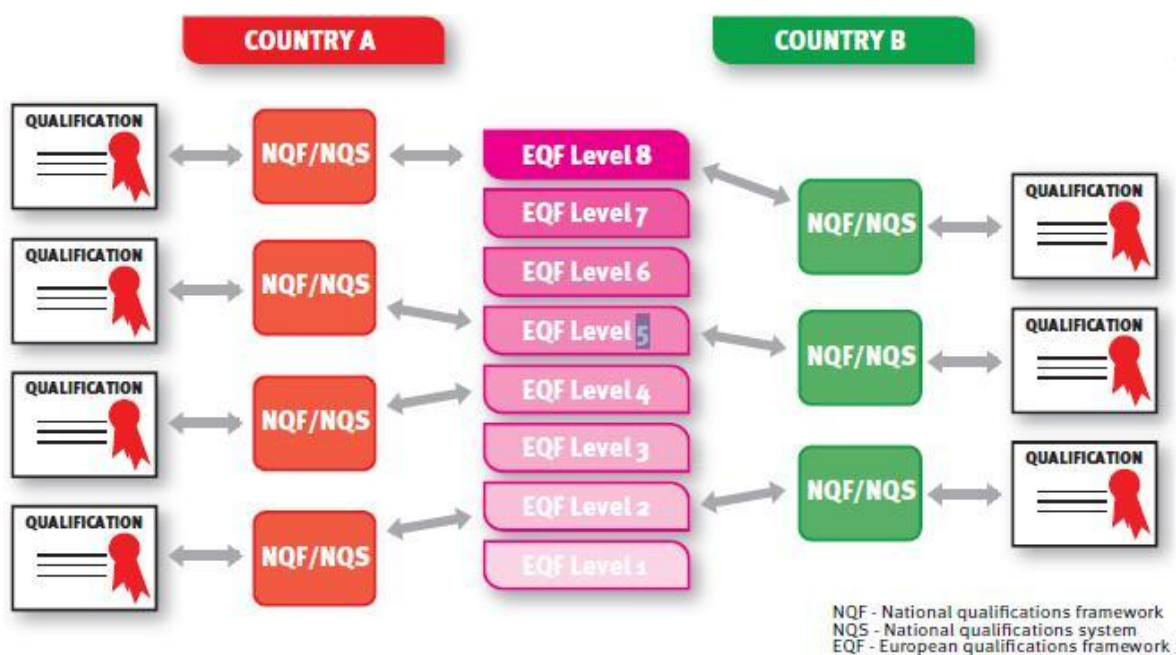 COUNTRY A
COUNTRY B
QUALIFICATION
NQF/NQS
QUALIFICATION
NQF/NQS
QUALIFICATION
NQF/NQS
QUALIFICATION
NQF/NQS
EQF Level 8
EQF Level 7
EQF Level 6
EQF Level 5
EQF Level 4
EQF Level 3
EQF Level 2
EQF Level 1
NQF/NQS
QUALIFICATION
NQF/NQS
QUALIFICATION
NQF/NQS
QUALIFICATION
NQF - National qualifications framework
NQS - National qualifications system
EQF - European qualifications framework